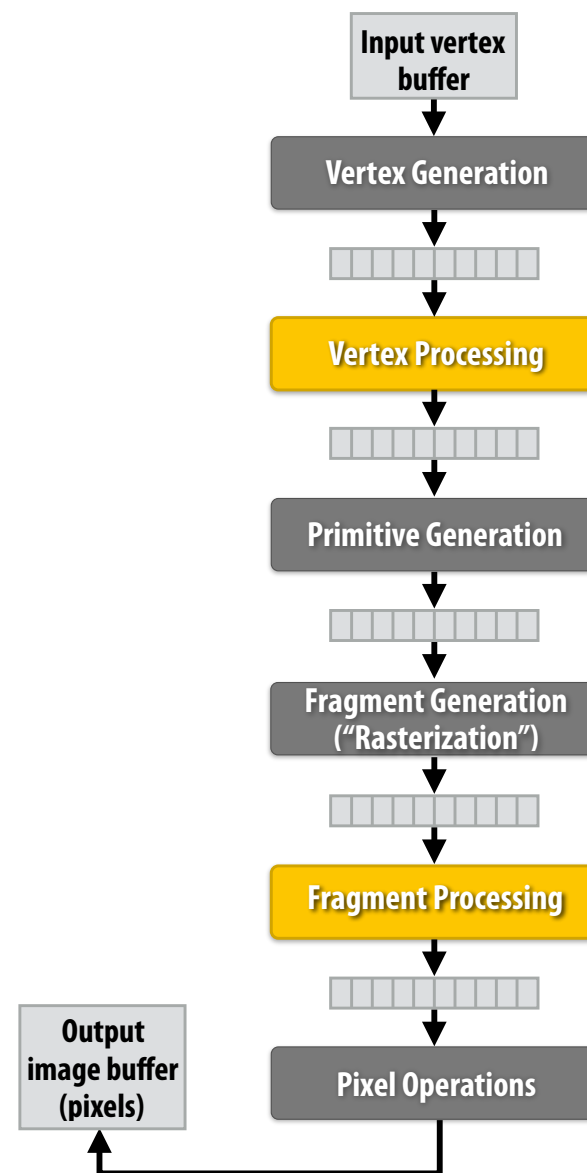 Input vertex
buffer
Vertex Generation
Vertex Processing
Primitive Generation
Fragment Generation
(“Rasterization”)
Fragment Processing
Pixel Operations
Output
image buffer
(pixels)